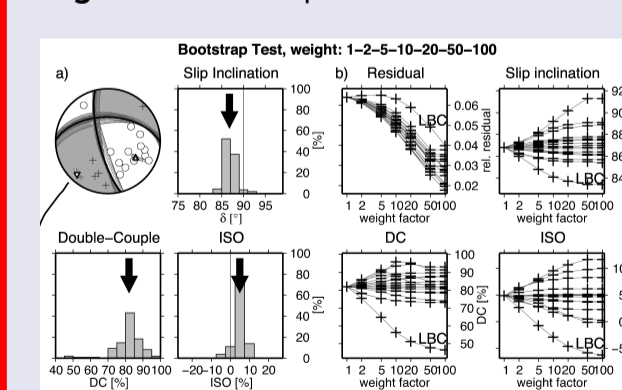 Bootstrap Test, weight: 1–2–5–10–20–50–100
a)
Slip Inclination
100
80
60
40
20
0
[%]
75 80 85 90 95
δ [°]
b)
Residual
LBC
0.06
0.05
0.04
0.03
0.02
rel. residual
1 2 5 1020 50100
weight factor
Slip inclination
LBC
92
90
88
86
84
1 2 5 1020 50100
weight factor
Double–Couple
40 50 60 70 80 90100
DC [%]
ISO
100
80
60
40
20
0
[%]
–20–10 0 10 20
ISO [%]
DC
LBC
100
90
80
70
60
50
DC [%]
1 2 5 1020 50100
weight factor
ISO
LBC
10
5
0
–5
1 2 5 1020 50100
weight factor